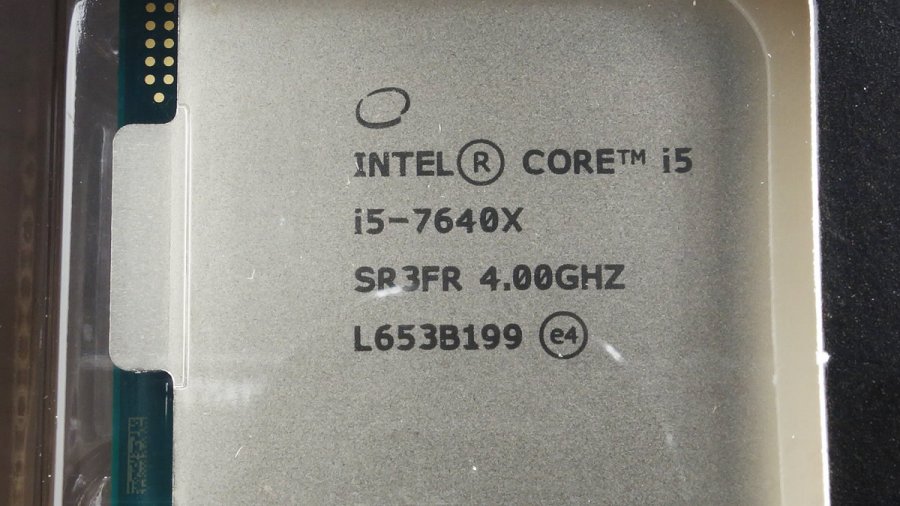 INTEL® CORE™ i5
i5-7640X
SR3FR 4.00GHZ
L653B199 e4